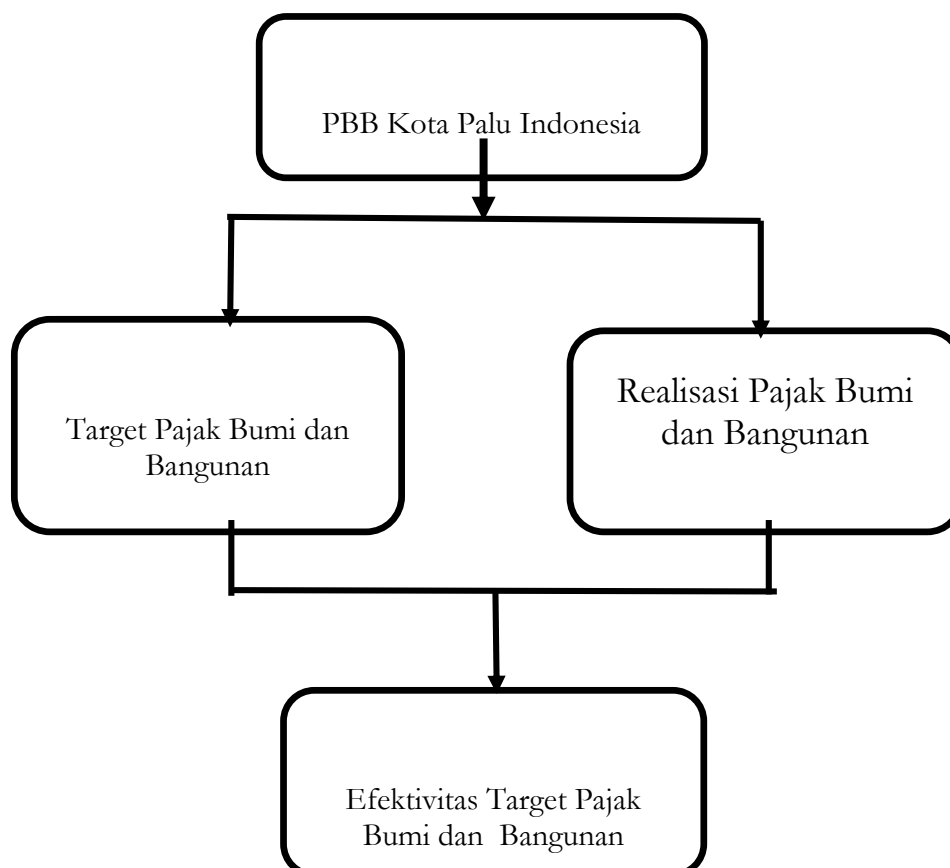 PBB Kota Palu Indonesia
Target Pajak Bumi dan
Bangunan
Realisasi Pajak Bumi
dan Bangunan
Efektivitas Target Pajak
Bumi dan  Bangunan